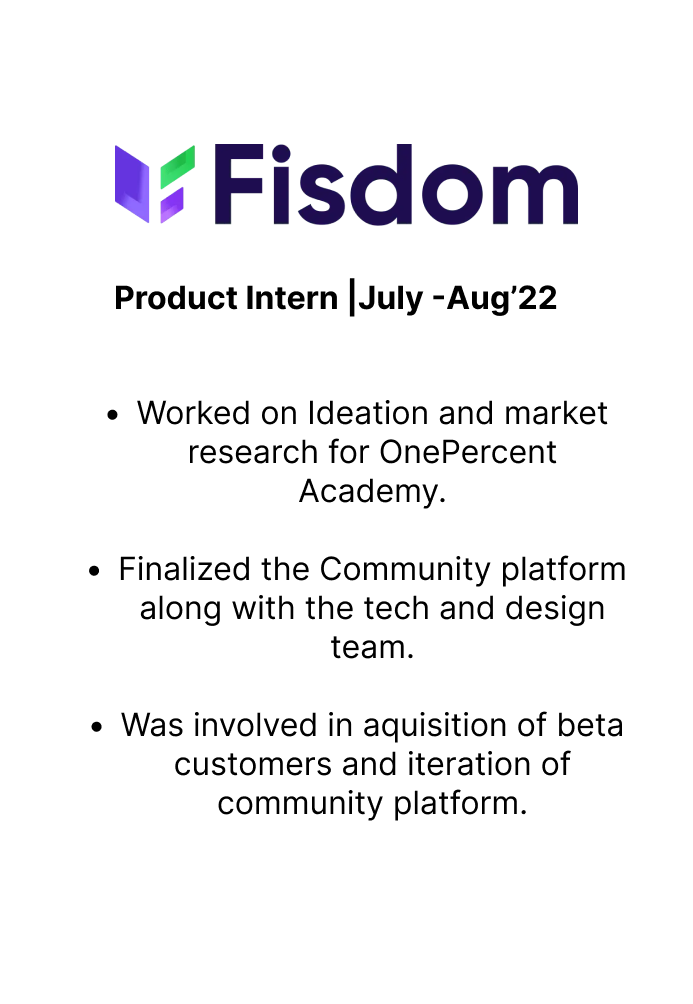 Fisdom
Product Intern |July -Aug’22
• Worked on Ideation and market
research for OnePercent
Academy.
• Finalized the Community platform
along with the tech and design
team.
• Was involved in aquisition of beta
customers and iteration of
community platform.